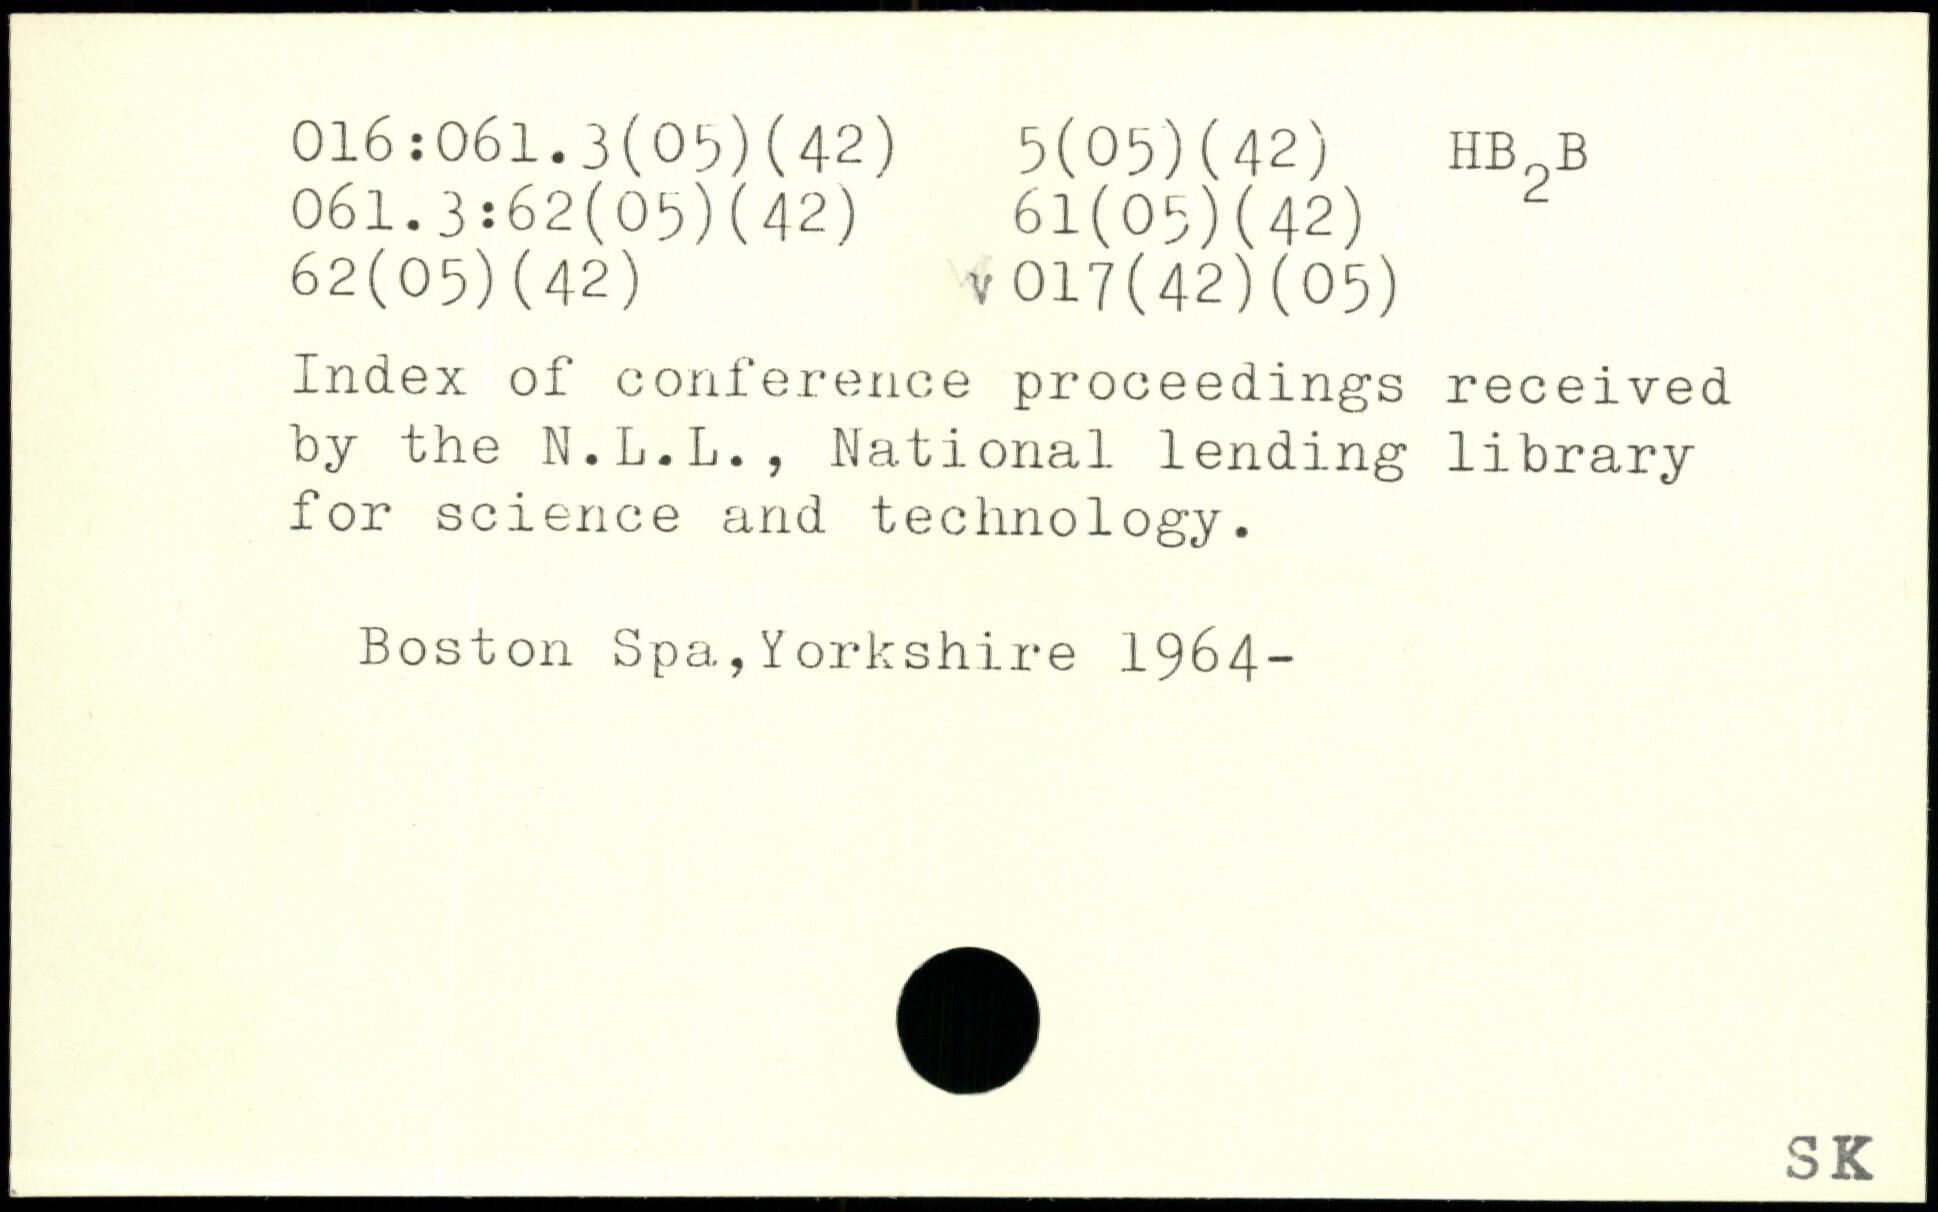 016:061.3(05)(42) 5(05)(42) HB₂B
061.3:62(05)(42) 61(05)(42)
62(05)(42) v 017(42)(05)
Index of conference proceedings received
by the N.L.L., National lending library
for science and technology.
Boston Spa,Yorkshire 1964-
SK